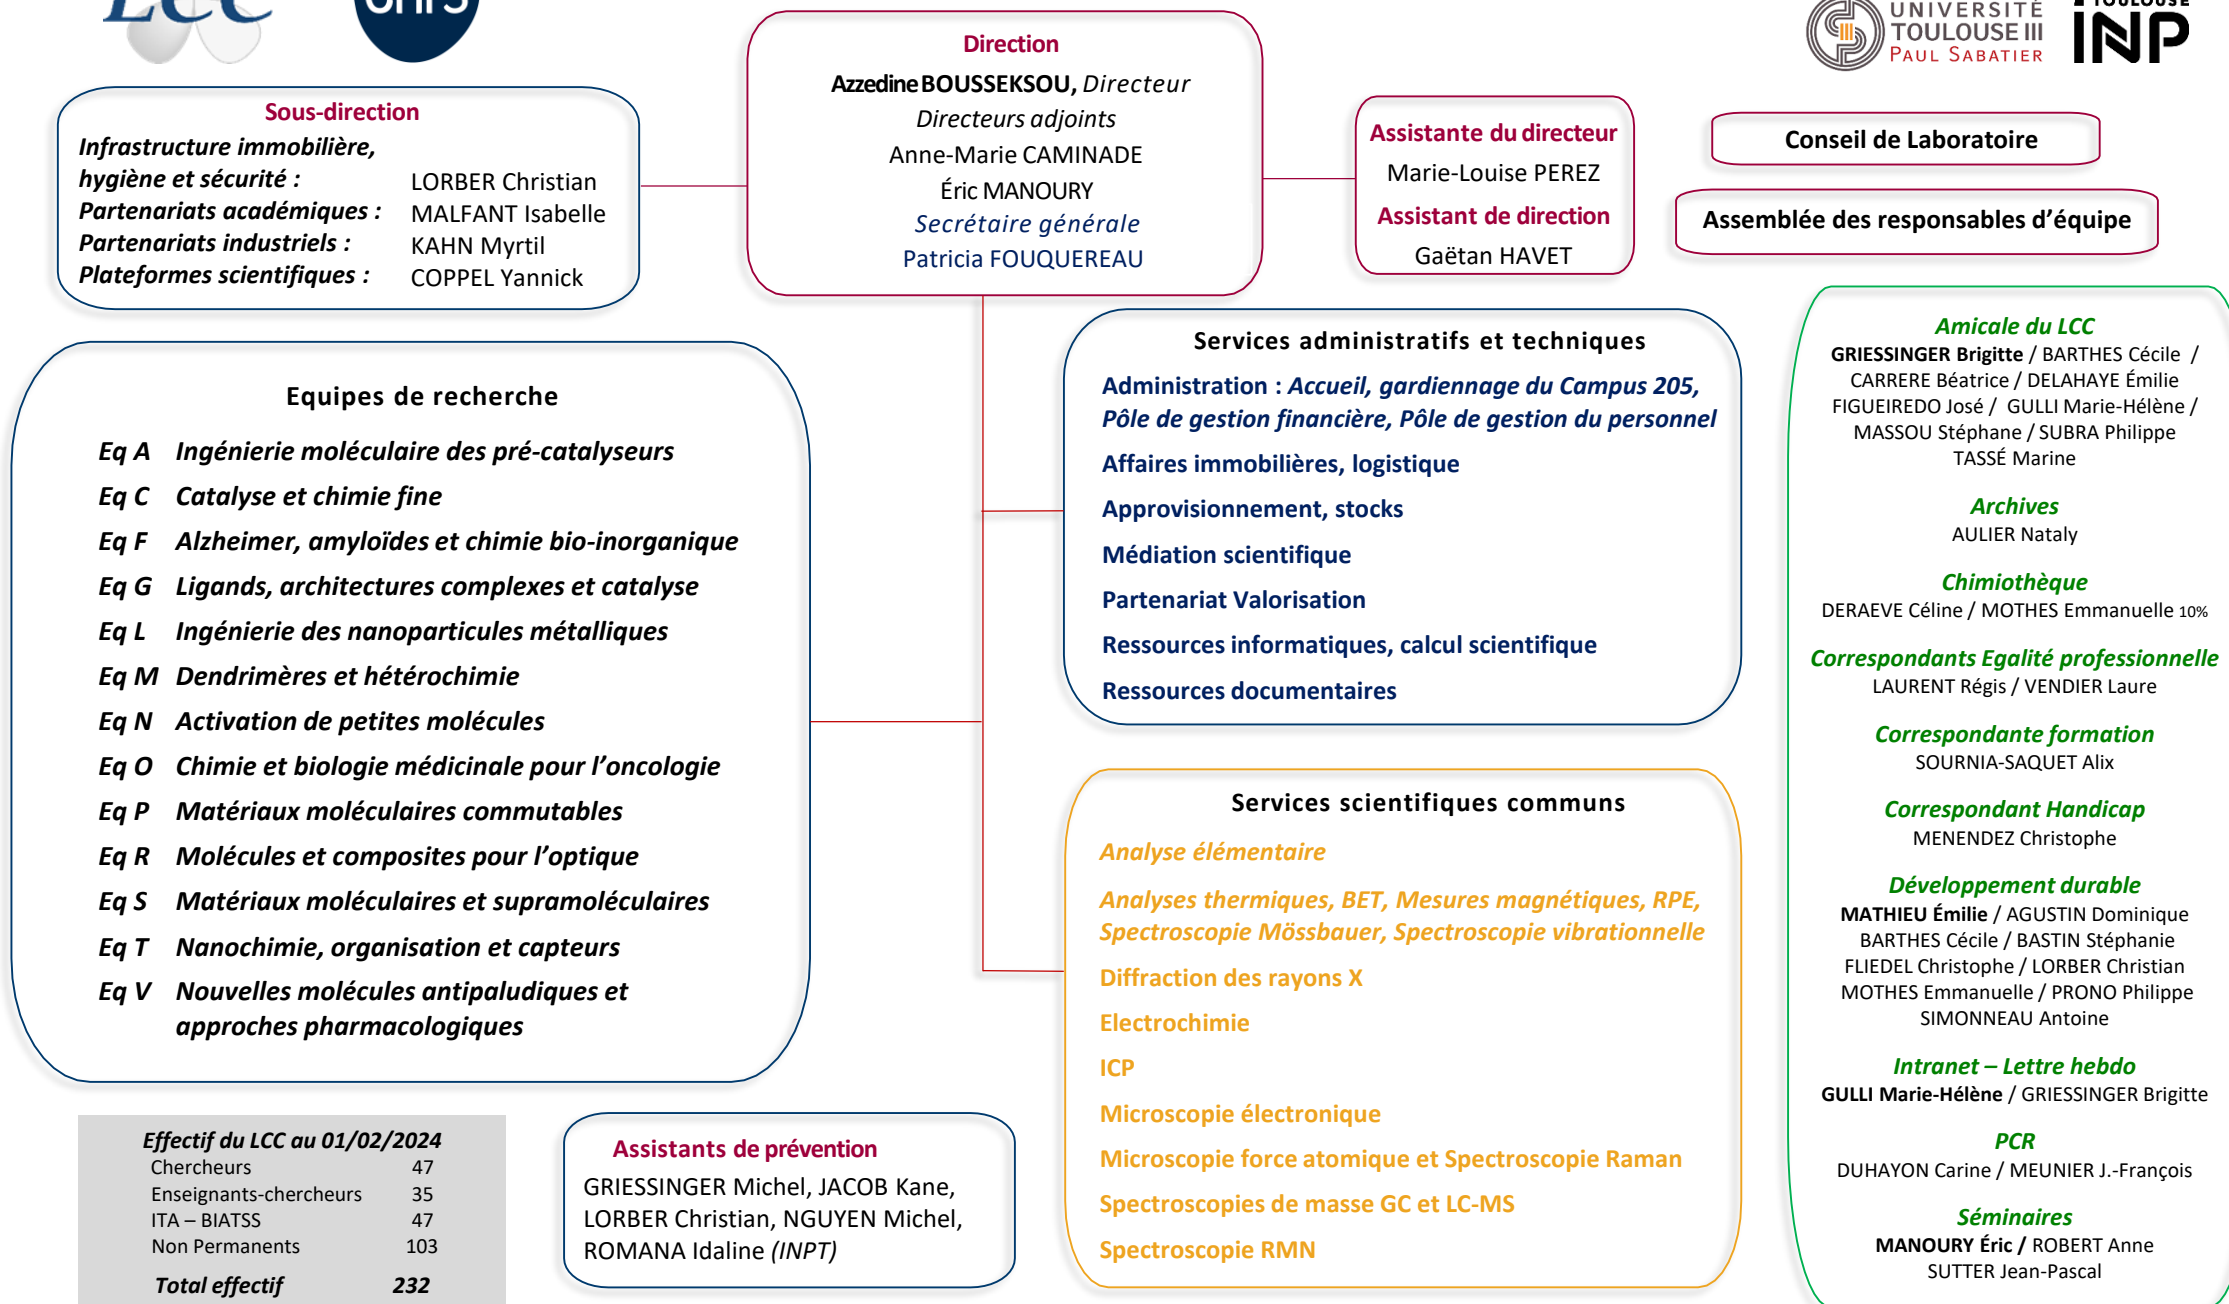 LCC
cnrs
UNIVERSITÉ
TOULOUSE III
PAUL SABATIER
TOULOUSE
INP
Direction
Azzedine BOUSSEKSOU, Directeur
Directeurs adjoints
Anne-Marie CAMINADE
Éric MANOURY
Secrétaire générale
Patricia FOUQUEREAU
Sous-direction
Infrastructure immobilière,
hygiène et sécurité : LORBER Christian
Partenariats académiques : MALFANT Isabelle
Partenariats industriels : KAHN Myrtil
Plateformes scientifiques : COPPEL Yannick
Assistante du directeur
Marie-Louise PEREZ
Assistant de direction
Gaëtan HAVET
Conseil de Laboratoire
Assemblée des responsables d’équipe
Equipes de recherche
Eq A Ingénierie moléculaire des pré-catalyseurs
Eq C Catalyse et chimie fine
Eq F Alzheimer, amyloïdes et chimie bio-inorganique
Eq G Ligands, architectures complexes et catalyse
Eq L Ingénierie des nanoparticules métalliques
Eq M Dendrimères et hétérochimie
Eq N Activation de petites molécules
Eq O Chimie et biologie médicinale pour l’oncologie
Eq P Matériaux moléculaires commutables
Eq R Molécules et composites pour l’optique
Eq S Matériaux moléculaires et supramoléculaires
Eq T Nanochimie, organisation et capteurs
Eq V Nouvelles molécules antipaludiques et
approches pharmacologiques
Services administratifs et techniques
Administration : Accueil, gardiennage du Campus 205,
Pôle de gestion financière, Pôle de gestion du personnel
Affaires immobilières, logistique
Approvisionnement, stocks
Médiation scientifique
Partenariat Valorisation
Ressources informatiques, calcul scientifique
Ressources documentaires
Services scientifiques communs
Analyse élémentaire
Analyses thermiques, BET, Mesures magnétiques, RPE,
Spectroscopie Mössbauer, Spectroscopie vibrationnelle
Diffraction des rayons X
Electrochimie
ICP
Microscopie électronique
Microscopie force atomique et Spectroscopie Raman
Spectroscopies de masse GC et LC-MS
Spectroscopie RMN
Amicale du LCC
GRIESSINGER Brigitte / BARTHES Cécile /
CARRERE Béatrice / DELAHAYE Émilie
FIGUEIREDO José / GULLI Marie-Hélène /
MASSOU Stéphane / SUBRA Philippe
TASSÉ Marine
Archives
AULIER Nataly
Chimiothèque
DERAEVE Céline / MOTHES Emmanuelle 10%
Correspondants Egalité professionnelle
LAURENT Régis / VENDIER Laure
Correspondante formation
SOURNIA-SAQUET Alix
Correspondant Handicap
MENENDEZ Christophe
Développement durable
MATHIEU Émilie / AGUSTIN Dominique
BARTHES Cécile / BASTIN Stéphanie
FLIEDEL Christophe / LORBER Christian
MOTHES Emmanuelle / PRONO Philippe
SIMONNEAU Antoine
Intranet – Lettre hebdo
GULLI Marie-Hélène / GRIESSINGER Brigitte
PCR
DUHAYON Carine / MEUNIER J.-François
Séminaires
MANOURY Éric / ROBERT Anne
SUTTER Jean-Pascal
Effectif du LCC au 01/02/2024
Chercheurs 47
Enseignants-chercheurs 35
ITA – BIATSS 47
Non Permanents 103
Total effectif 232
Assistants de prévention
GRIESSINGER Michel, JACOB Kane,
LORBER Christian, NGUYEN Michel,
ROMANA Idaline (INPT)